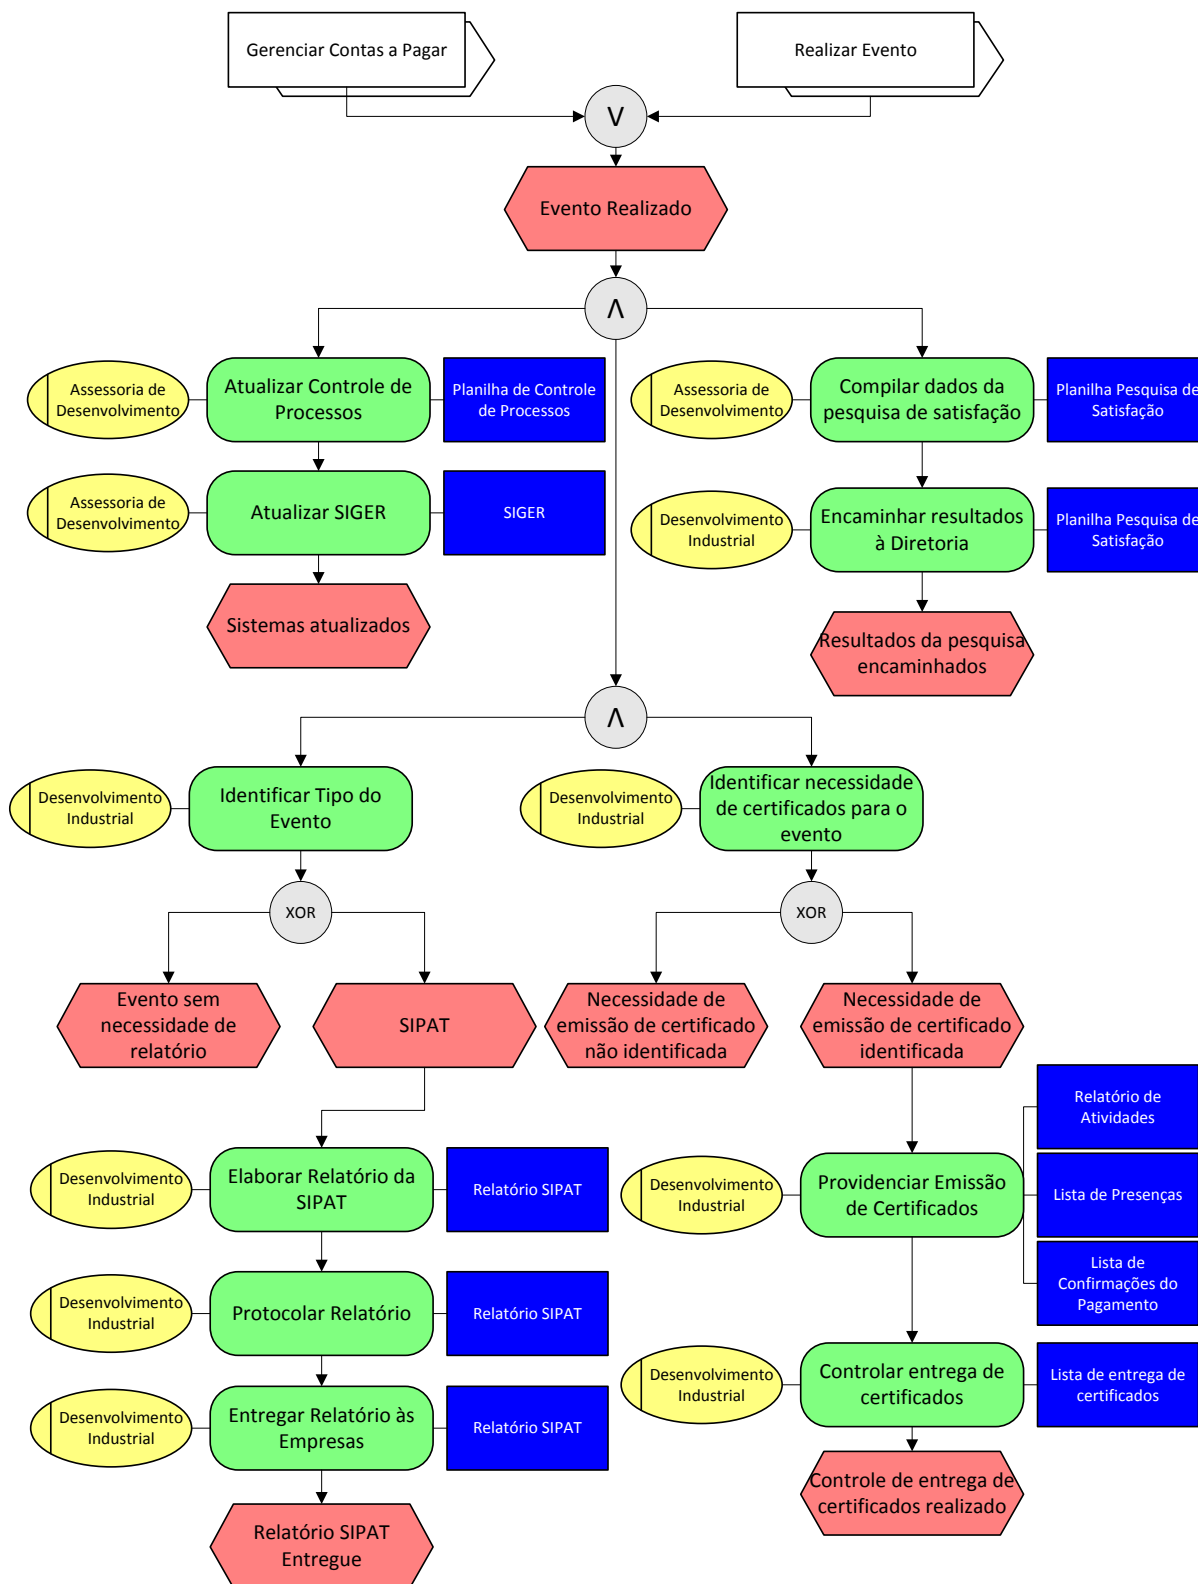 Gerenciar Contas a Pagar
Realizar Evento
V
Evento Realizado
Λ
Assessoria de
Desenvolvimento
Atualizar Controle de
Processos
Planilha de Controle
de Processos
Assessoria de
Desenvolvimento
Compilar dados da
pesquisa de satisfação
Planilha Pesquisa de
Satisfação
Assessoria de
Desenvolvimento
Atualizar SIGER
SIGER
Desenvolvimento
Industrial
Encaminhar resultados
à Diretoria
Planilha Pesquisa de
Satisfação
Sistemas atualizados
Resultados da pesquisa
encaminhados
Λ
Desenvolvimento
Industrial
Identificar Tipo do
Evento
Desenvolvimento
Industrial
Identificar necessidade
de certificados para o
evento
XOR
XOR
Evento sem
necessidade de
relatório
SIPAT
Necessidade de
emissão de certificado
não identificada
Necessidade de
emissão de certificado
identificada
Relatório de
Atividades
Desenvolvimento
Industrial
Elaborar Relatório da
SIPAT
Relatório SIPAT
Desenvolvimento
Industrial
Providenciar Emissão
de Certificados
Lista de Presenças
Lista de
Confirmações do
Pagamento
Desenvolvimento
Industrial
Protocolar Relatório
Relatório SIPAT
Desenvolvimento
Industrial
Controlar entrega de
certificados
Lista de entrega de
certificados
Desenvolvimento
Industrial
Entregar Relatório às
Empresas
Relatório SIPAT
Controle de entrega de
certificados realizado
Relatório SIPAT
Entregue